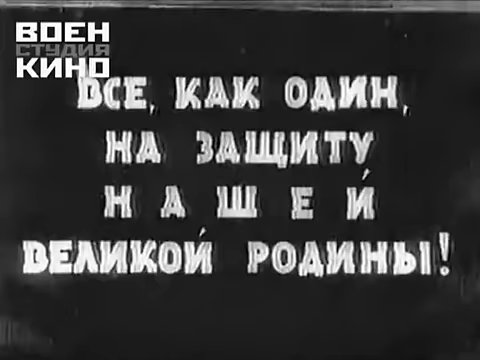 ВОЕН
СТУДИЯ
КИНО
ВСЕ, КАК ОДИН,
НА ЗАЩИТУ
НАШЕЙ
ВЕЛИКОЙ РОДИНЫ!